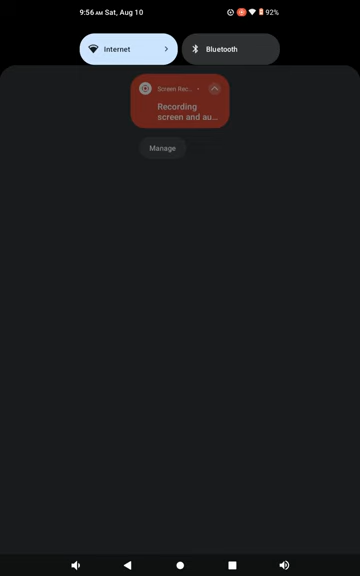 9:56 AM Sat, Aug 10
92%
Internet
Bluetooth
Screen Rec... •
Recording
screen and au...
Manage